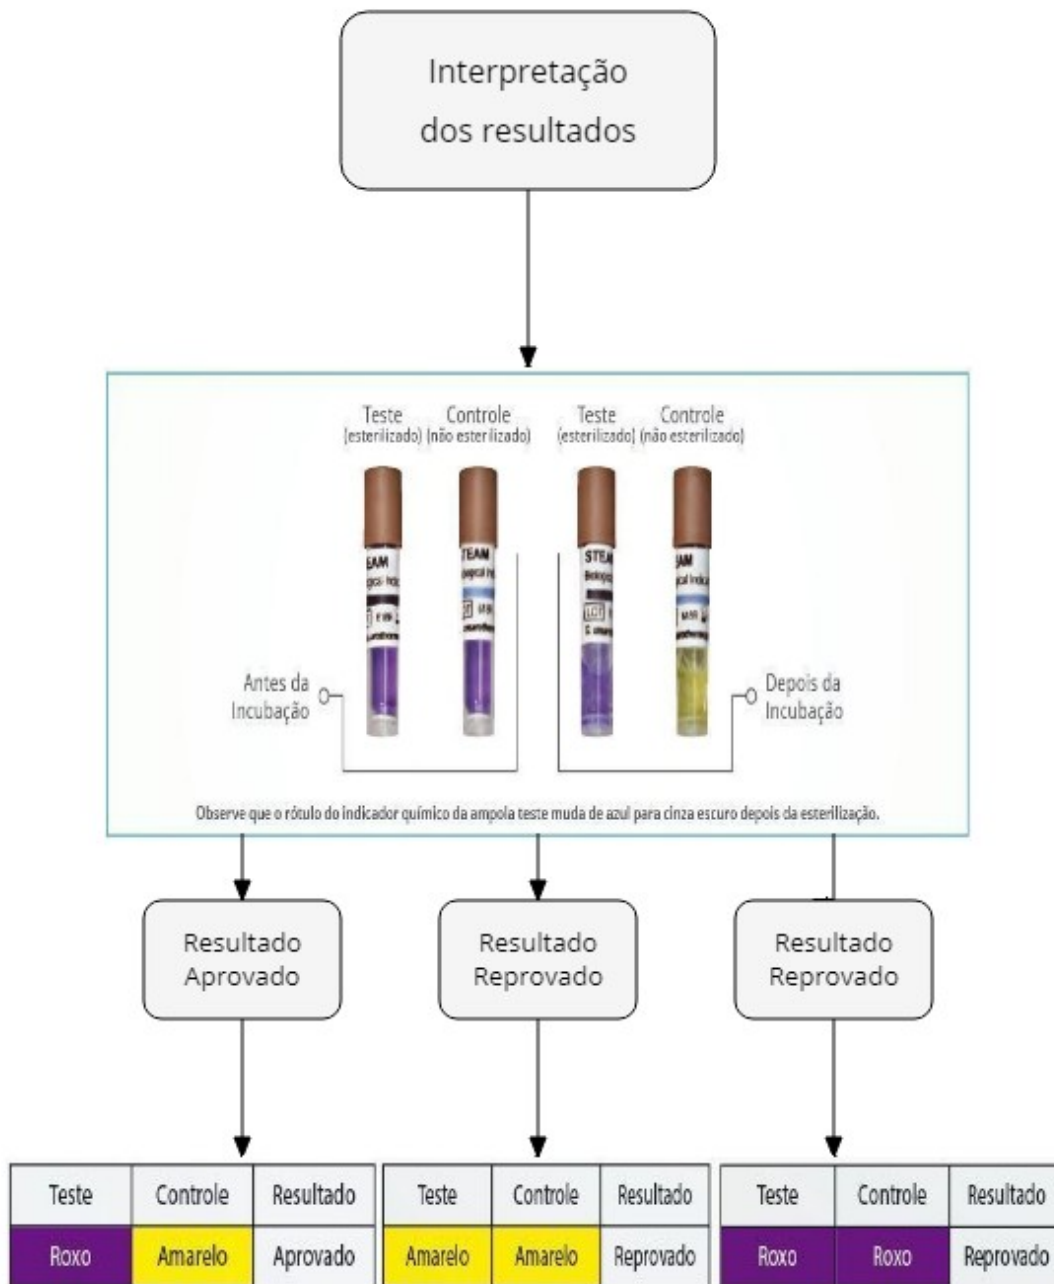 Interpretação
dos resultados
Teste
(esterilizado)
Controle
(não esterilizado)
Teste
(esterilizado)
Controle
(não esterilizado)
EAM
STEAM
Biological
LOT
Antes da
Incubação
Depois da
Incubação
Observe que o rótulo do indicador químico da ampola teste muda de azul para cinza escuro depois da esterilização.
Resultado
Aprovado
Resultado
Reprovado
Resultado
Reprovado
Teste Controle Resultado
Roxo Amarelo Aprovado
Teste Controle Resultado
Amarelo Amarelo Reprovado
Teste Controle Resultado
Roxo Roxo Reprovado